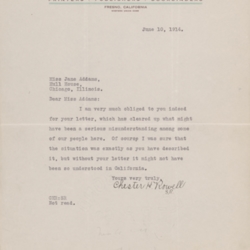 FRESNO, CALIFORNIA
June 18, 1916.
Miss Jane Addams,
Hull House,
Chicago, Illinois.
Dear Miss Addams:
I am very much obliged to you indeed
for your letter, which has cleared up what might
have been a serious misunderstanding among some
of our people here. Of course I was sure that
the situation was exactly as you have described
it, but without your letter it might not have
been so understood in California.
Yours very truly,
Chester H Rowell
Not read.